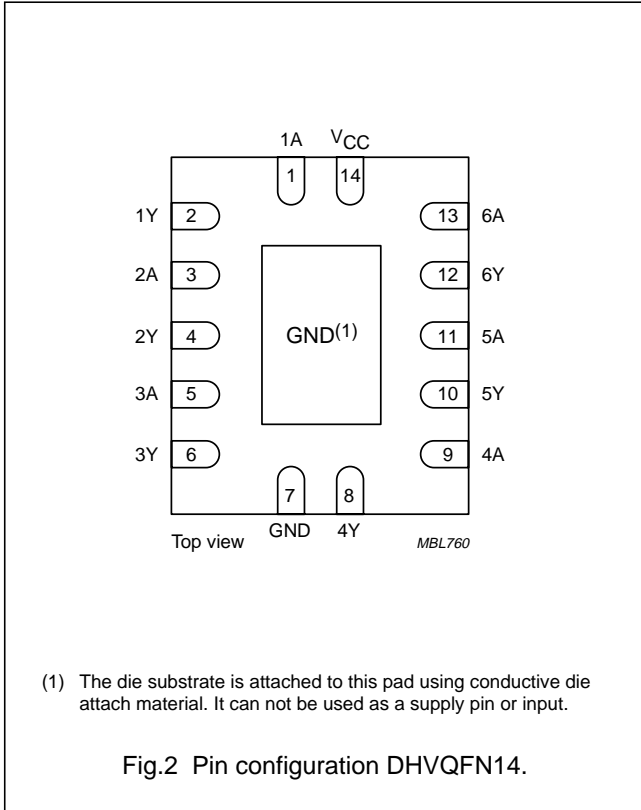 1A VCC
1 14
1Y 2 13 6A
2A 3 12 6Y
2Y 4 GND(1) 11 5A
3A 5 10 5Y
3Y 6 9 4A
7 8
Top view GND 4Y MBL760
(1) The die substrate is attached to this pad using conductive die
attach material. It can not be used as a supply pin or input.
Fig.2 Pin configuration DHVQFN14.